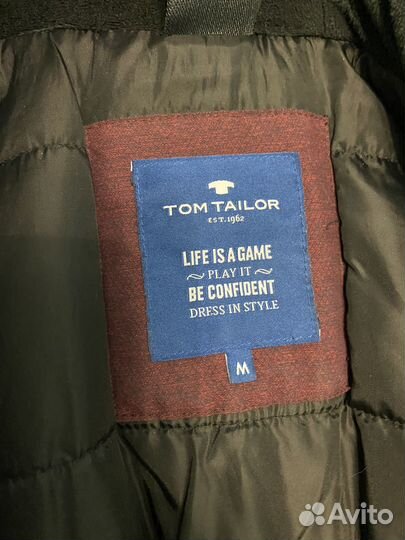 TOM TAILOR
EST. 1962
LIFE IS A GAME
~ PLAY IT ~
BE CONFIDENT
DRESS IN STYLE
M
Avito